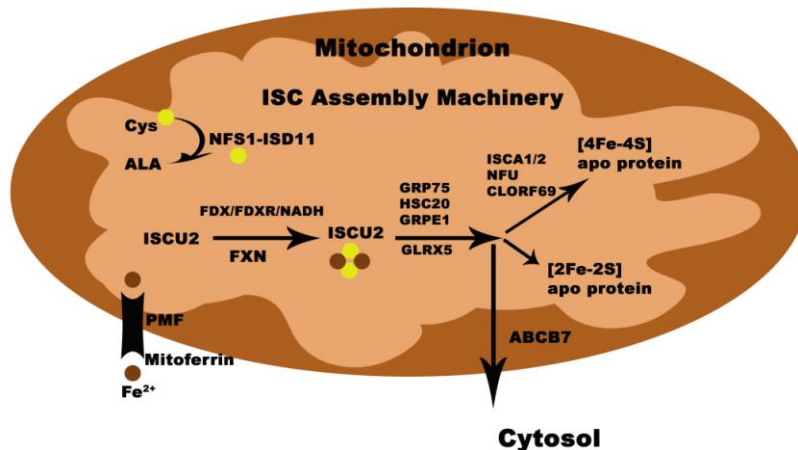 Mitochondrion
ISC Assembly Machinery
Cys
NFS1-ISD11
ALA
ISCU2
FDX/FDXR/NADH
FXN
ISCU2
GRP75
HSC20
GRPE1
GLRX5
ISCA1/2
NFU
CLORF69
[4Fe-4S]
apo protein
[2Fe-2S]
apo protein
PMF
Mitoferrin
Fe²⁺
ABCB7
Cytosol